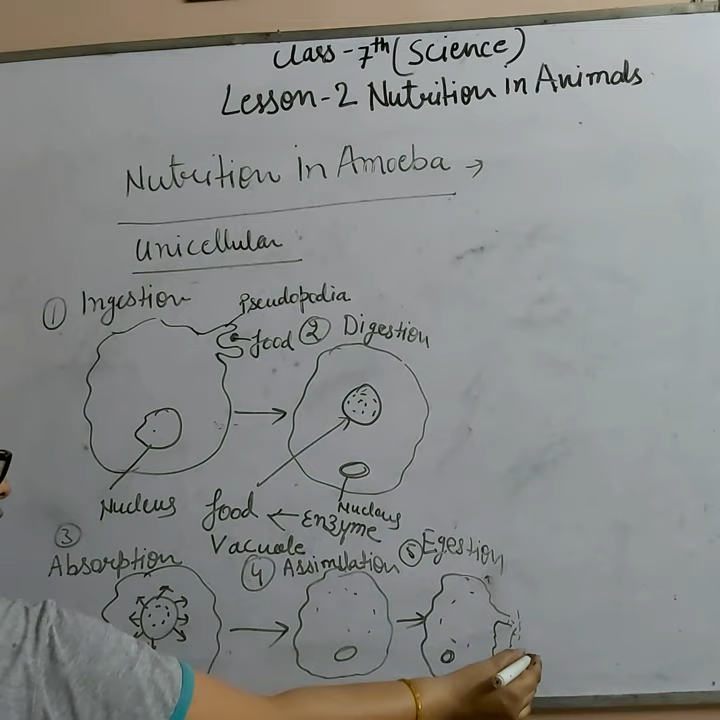 Class - 7th (Science)
Lesson-2 Nutrition in Animals
Nutrition in Amoeba →
Unicellular
① Ingestion
Pseudopodia
food
② Digestion
Nucleus
food ← Enzyme
Vacuole
Nucleus
③
Absorption
④ Assimilation
⑤ Egestion